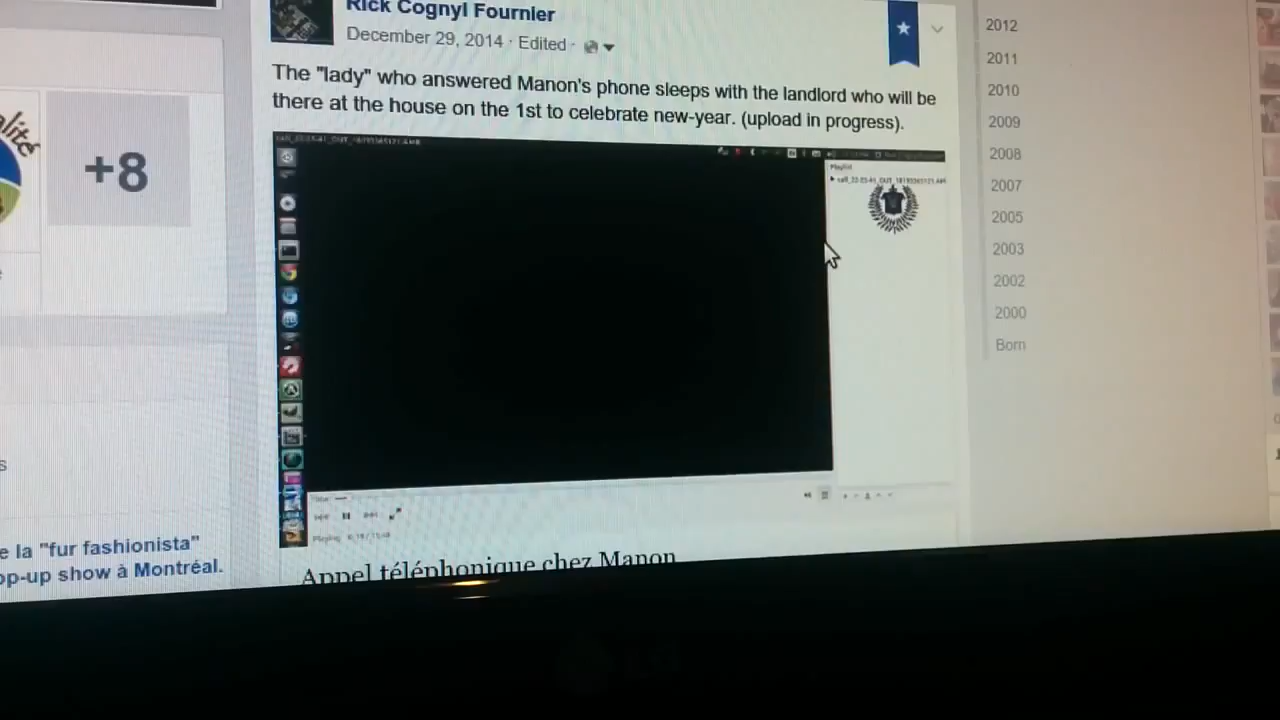 Rick Cognyl Fournier
December 29, 2014 · Edited ·
The "lady" who answered Manon's phone sleeps with the landlord who will be
there at the house on the 1st to celebrate new-year. (upload in progress).
alité
+8
Playlist
Playing
Appel téléphonique chez Manon
e la "fur fashionista"
op-up show à Montréal.
s
2012
2011
2010
2009
2008
2007
2005
2003
2002
2000
Born